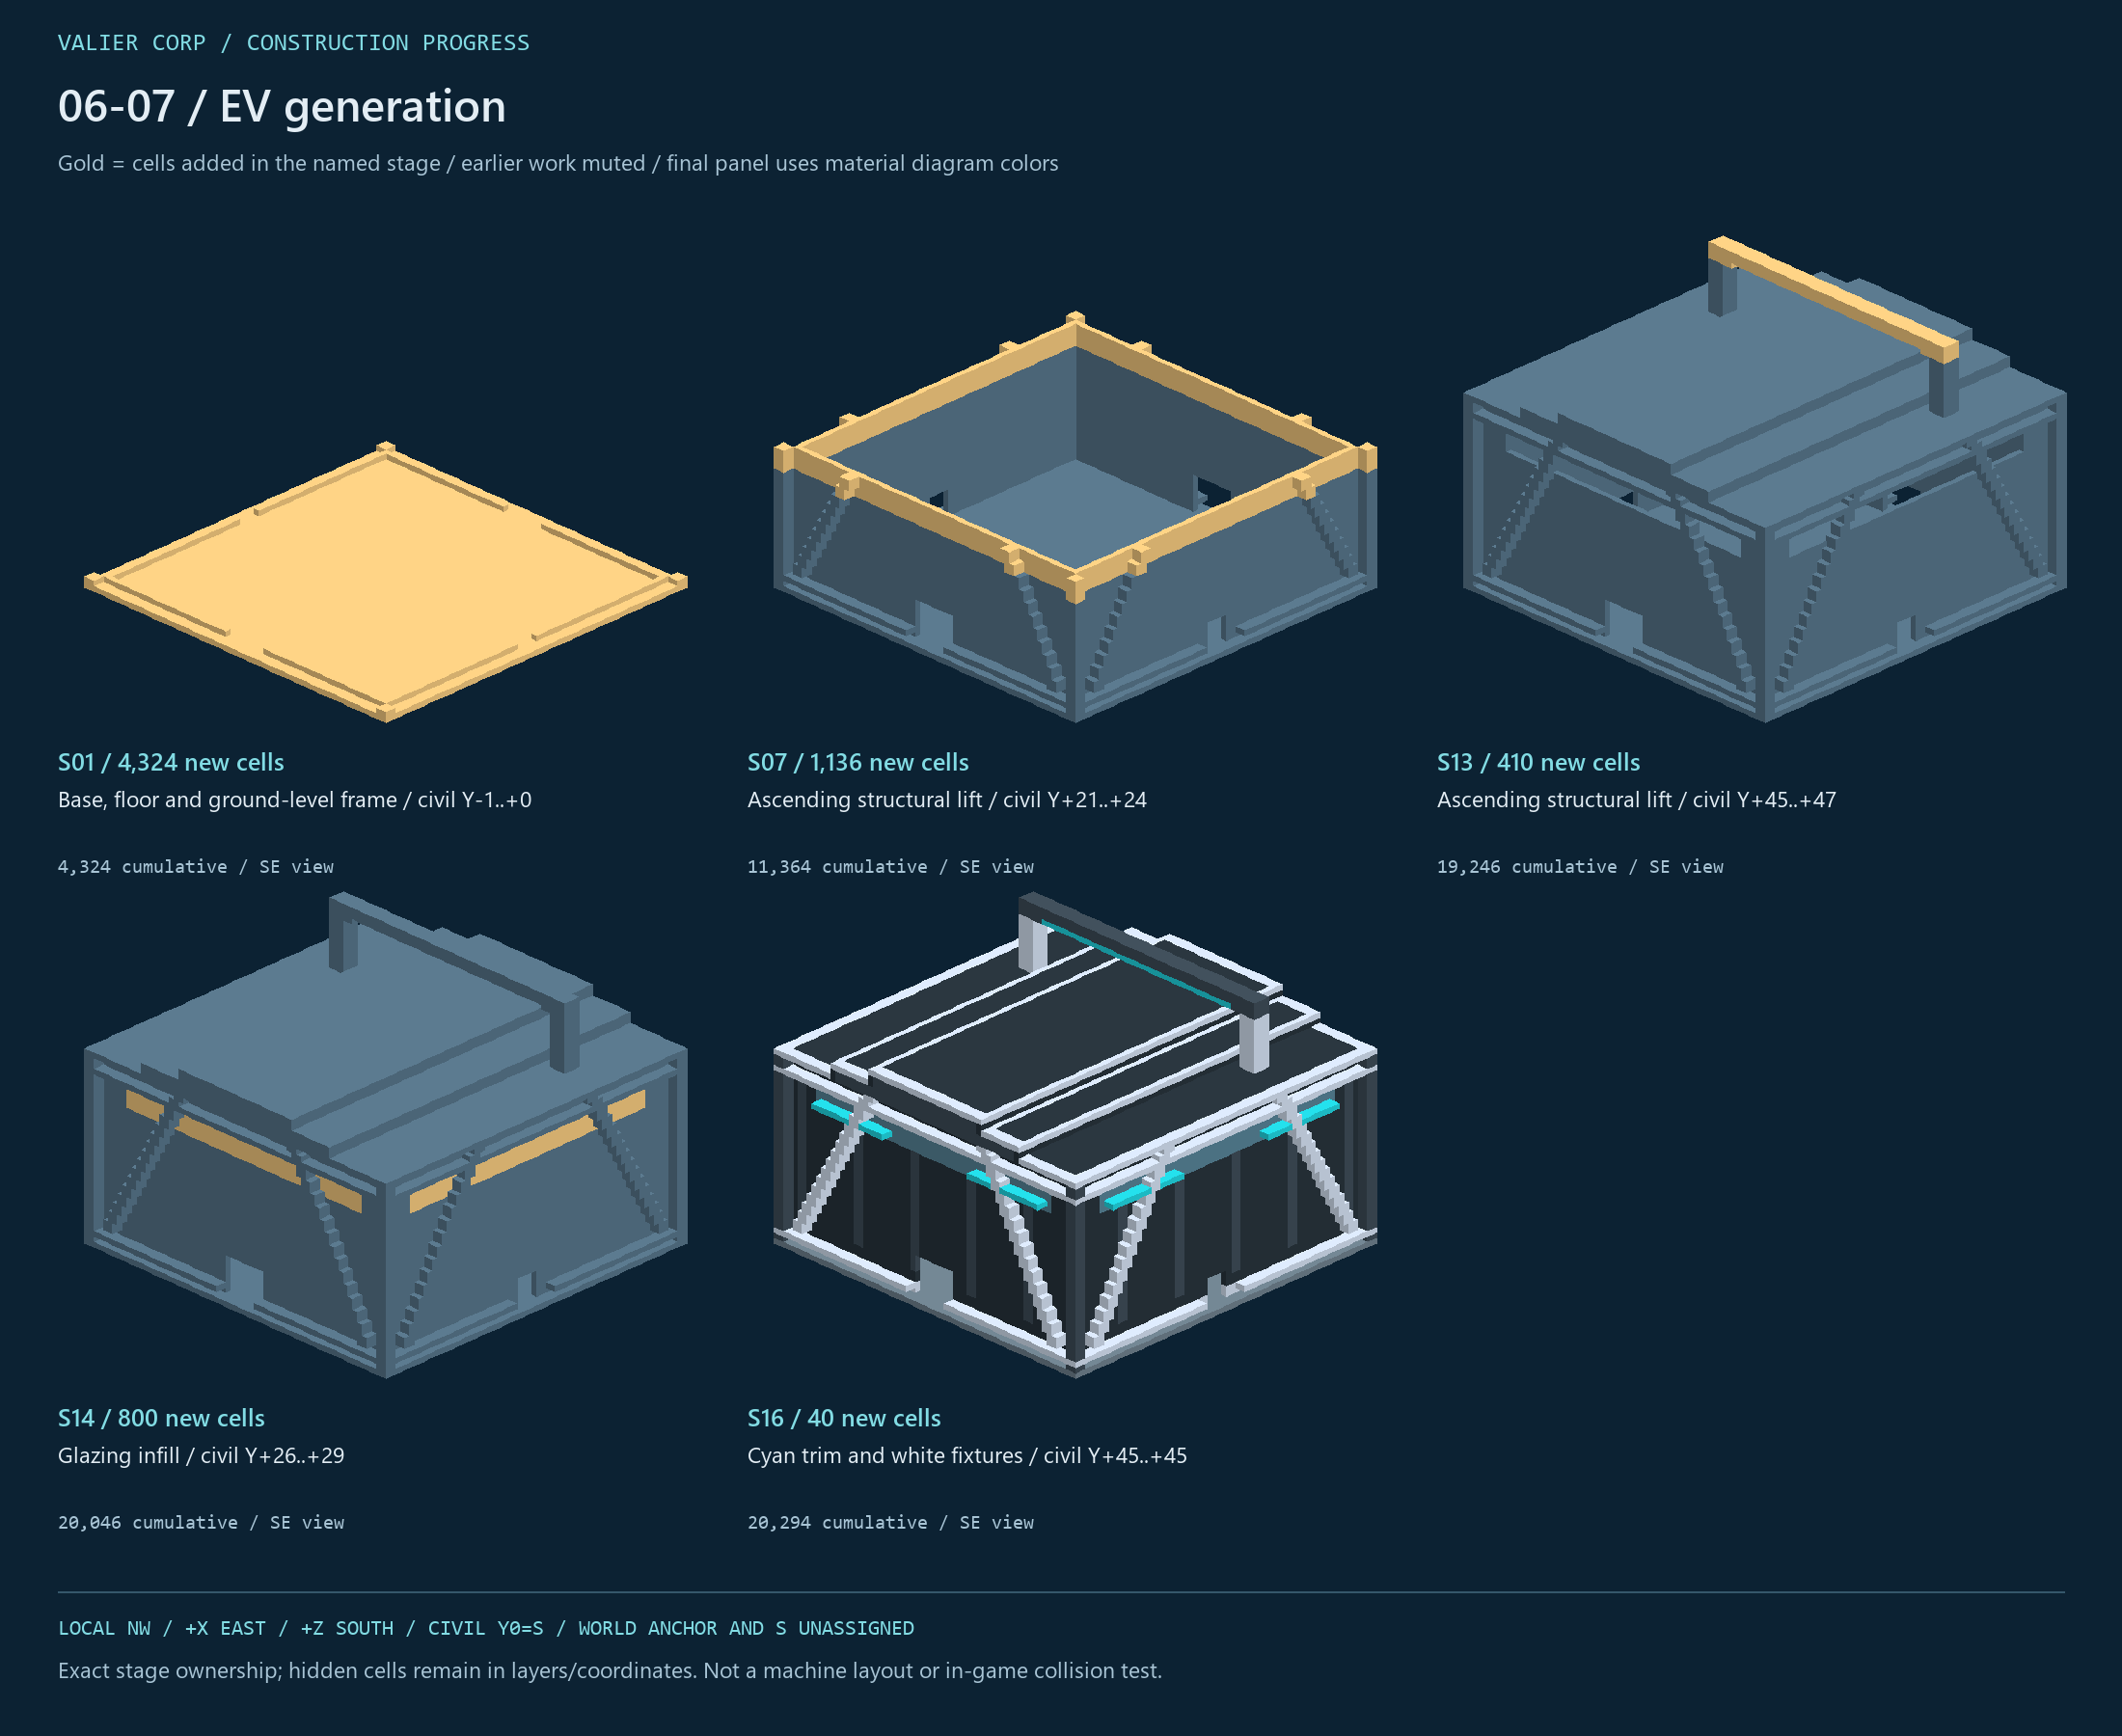 VALIER CORP / CONSTRUCTION PROGRESS
06-07 / EV generation
Gold = cells added in the named stage / earlier work muted / final panel uses material diagram colors
S01 / 4,324 new cells
Base, floor and ground-level frame / civil Y-1..+0
4,324 cumulative / SE view
S07 / 1,136 new cells
Ascending structural lift / civil Y+21..+24
11,364 cumulative / SE view
S13 / 410 new cells
Ascending structural lift / civil Y+45..+47
19,246 cumulative / SE view
S14 / 800 new cells
Glazing infill / civil Y+26..+29
20,046 cumulative / SE view
S16 / 40 new cells
Cyan trim and white fixtures / civil Y+45..+45
20,294 cumulative / SE view
LOCAL NW / +X EAST / +Z SOUTH / CIVIL Y0=S / WORLD ANCHOR AND S UNASSIGNED
Exact stage ownership; hidden cells remain in layers/coordinates. Not a machine layout or in-game collision test.